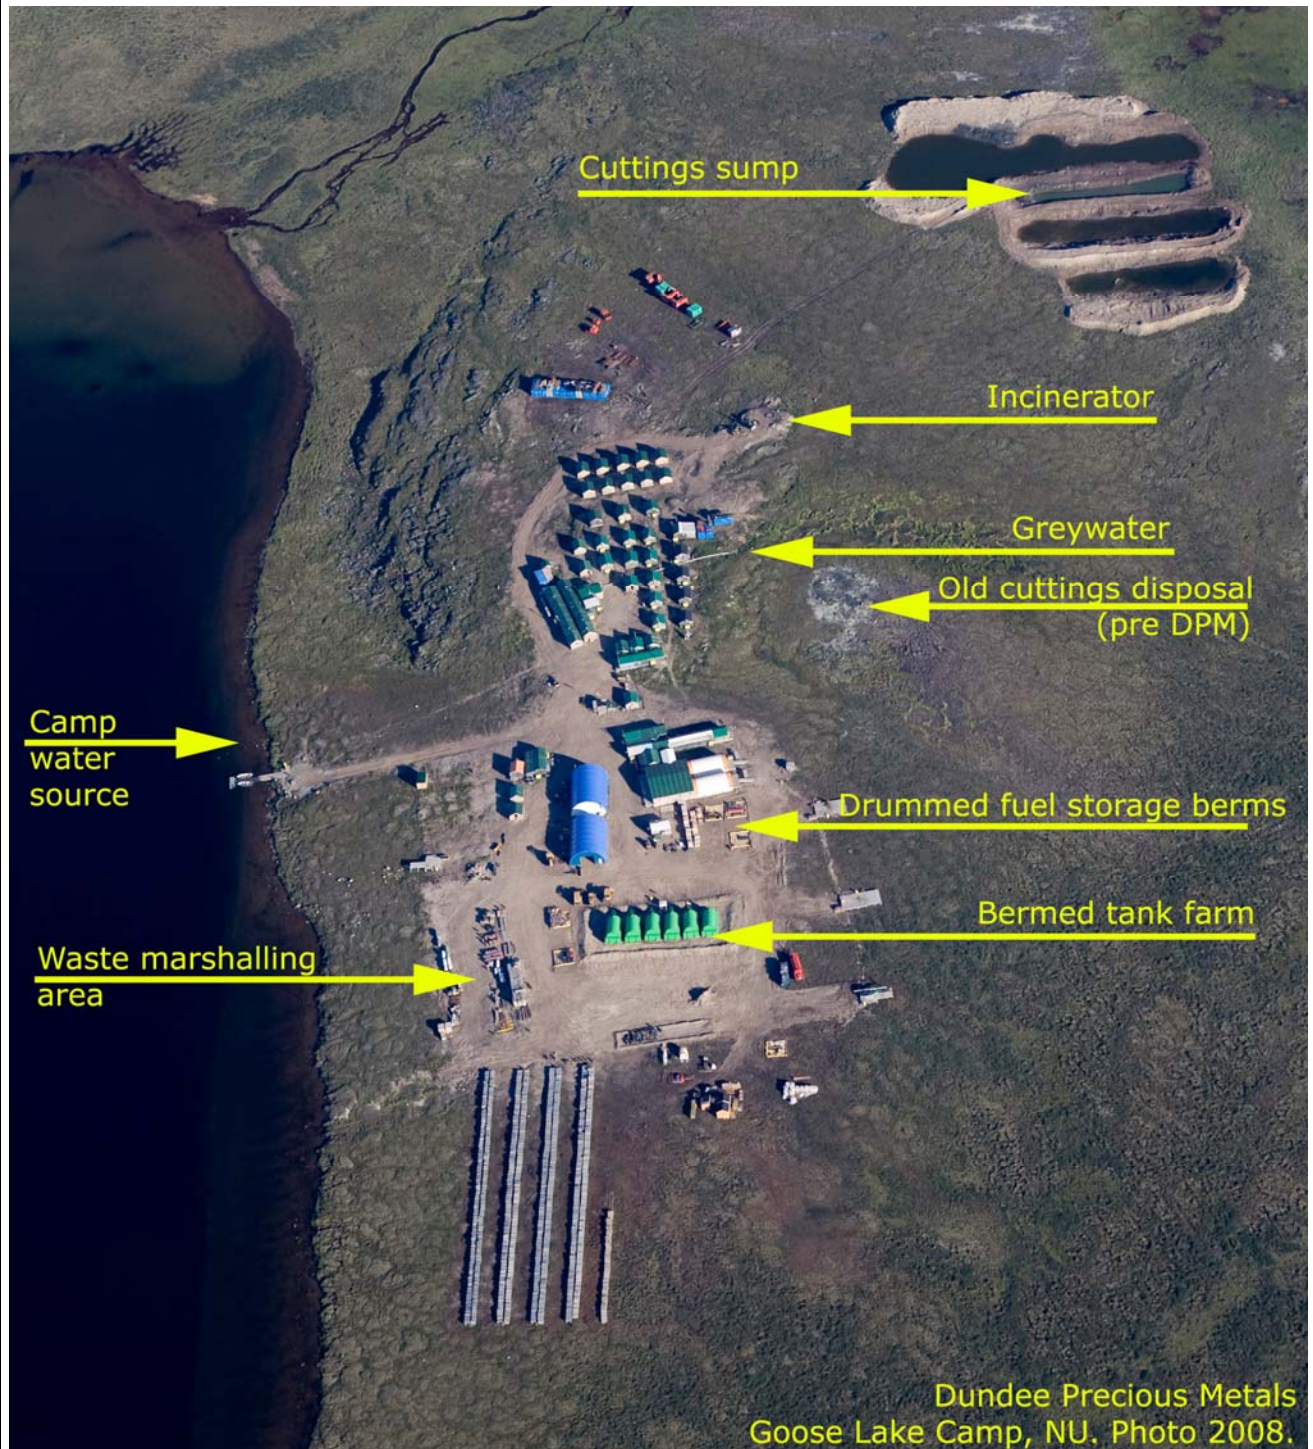 Cuttings sump
Incinerator
Greywater
Old cuttings disposal
(pre DPM)
Camp
water
source
Drummed fuel storage berms
Bermed tank farm
Waste marshalling
area
Dundee Precious Metals
Goose Lake Camp, NU. Photo 2008.